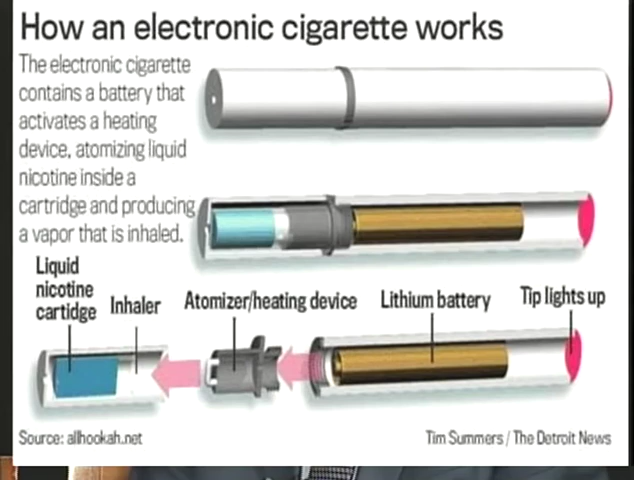 How an electronic cigarette works
The electronic cigarette
contains a battery that
activates a heating
device, atomizing liquid
nicotine inside a
cartridge and producing
a vapor that is inhaled.
Liquid
nicotine
cartidge
Inhaler
Atomizer/heating device
Lithium battery
Tip lights up
Source: allhookah.net
Tim Summers / The Detroit News